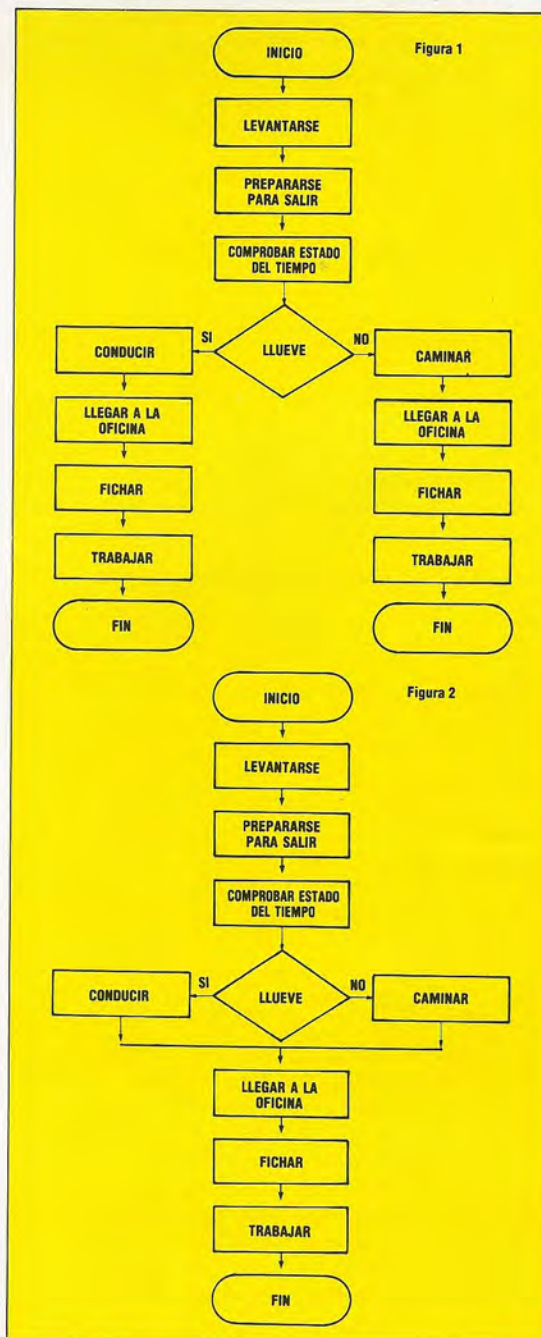 INICIO
Figura 1
LEVANTARSE
PREPARARSE
PARA SALIR
COMPROBAR ESTADO
DEL TIEMPO
SI
LLUEVE
NO
CONDUCIR
CAMINAR
LLEGAR A LA
OFICINA
LLEGAR A LA
OFICINA
FICHAR
FICHAR
TRABAJAR
TRABAJAR
FIN
FIN
INICIO
Figura 2
LEVANTARSE
PREPARARSE
PARA SALIR
COMPROBAR ESTADO
DEL TIEMPO
CONDUCIR
SI
LLUEVE
NO
CAMINAR
LLEGAR A LA
OFICINA
FICHAR
TRABAJAR
FIN